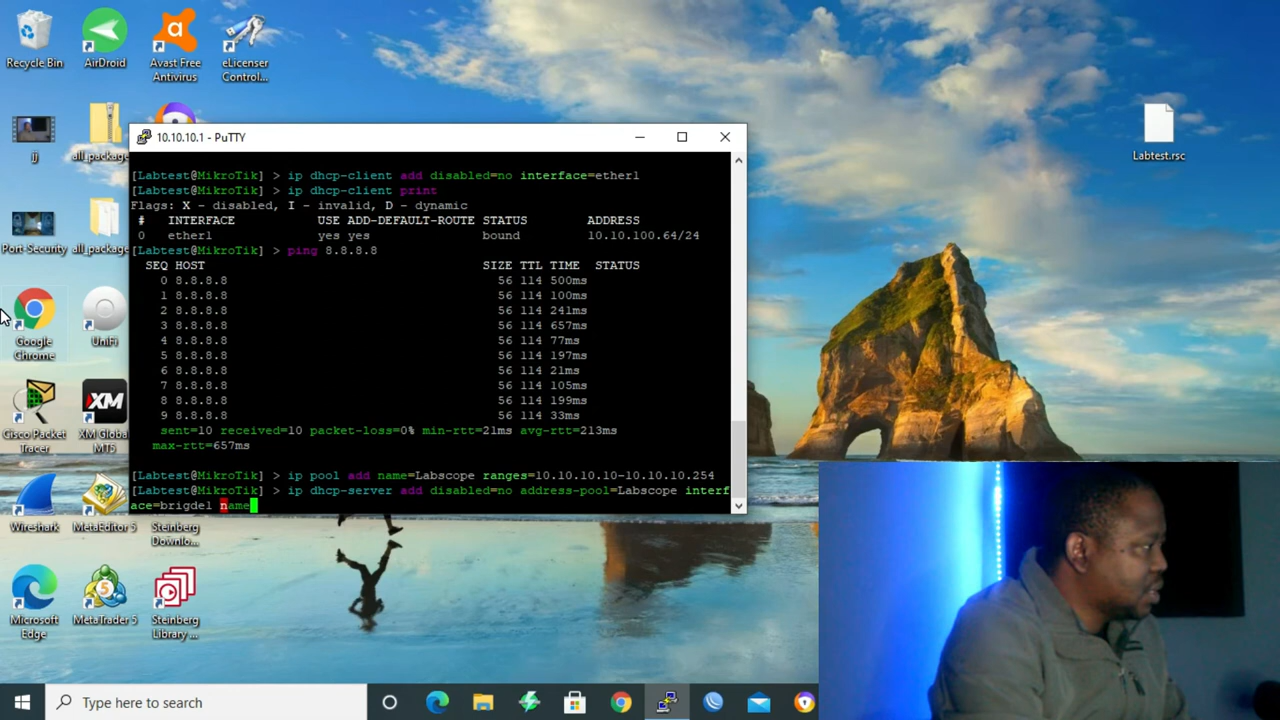 Recycle Bin
AirDroid
Avast Free
Antivirus
eLicenser
Control...
jj
all_package
Labtest.rsc
Port-Security
all_package
Google
Chrome
UniFi
Cisco Packet
Tracer
XM
XM Global
MT5
Wireshark
MetaEditor 5
Steinberg
Downlo...
Microsoft
Edge
MetaTrader 5
Steinberg
Library ...
10.10.10.1 - PuTTY
[Labtest@MikroTik] > ip dhcp-client add disabled=no interface=ether1
[Labtest@MikroTik] > ip dhcp-client print
Flags: X - disabled, I - invalid, D - dynamic
# INTERFACE USE ADD-DEFAULT-ROUTE STATUS ADDRESS
0 ether1 yes yes bound 10.10.100.64/24
[Labtest@MikroTik] > ping 8.8.8.8
SEQ HOST SIZE TTL TIME STATUS
0 8.8.8.8 56 114 500ms
1 8.8.8.8 56 114 100ms
2 8.8.8.8 56 114 241ms
3 8.8.8.8 56 114 657ms
4 8.8.8.8 56 114 77ms
5 8.8.8.8 56 114 197ms
6 8.8.8.8 56 114 21ms
7 8.8.8.8 56 114 105ms
8 8.8.8.8 56 114 199ms
9 8.8.8.8 56 114 33ms
sent=10 received=10 packet-loss=0% min-rtt=21ms avg-rtt=213ms
max-rtt=657ms
[Labtest@MikroTik] > ip pool add name=Labscope ranges=10.10.10.10-10.10.10.254
[Labtest@MikroTik] > ip dhcp-server add disabled=no address-pool=Labscope interf
ace=brigde1 name
Type here to search